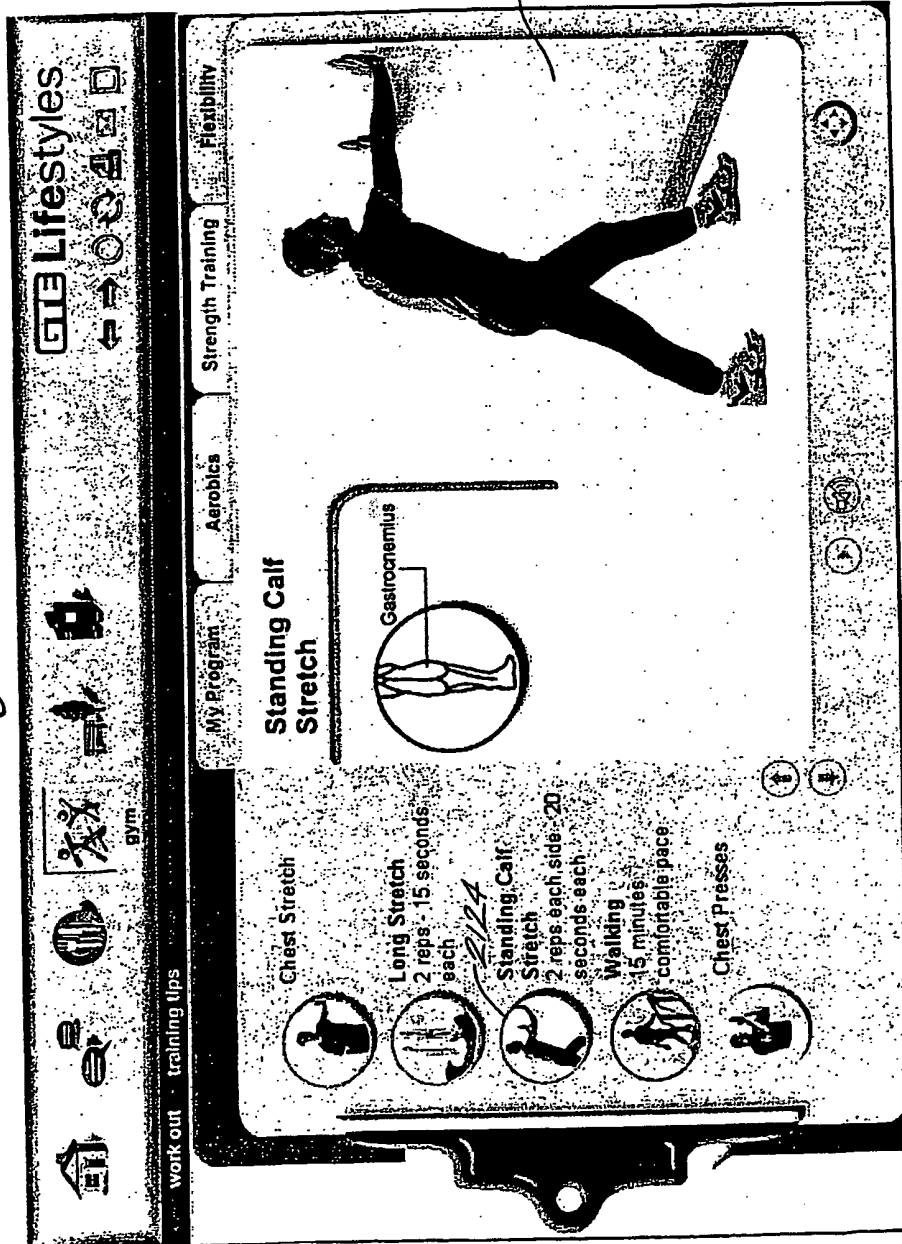 GTE Lifestyles
gym
work out
training tips
My Program
Aerobics
Strength Training
Flexibility
Chest Stretch
Long Stretch
2 reps - 15 seconds
each
2124
Standing Calf
Stretch
2 reps each side - 20
seconds each
Walking
15 minutes
comfortable pace
Chest Presses
Standing Calf
Stretch
Gastrocnemius